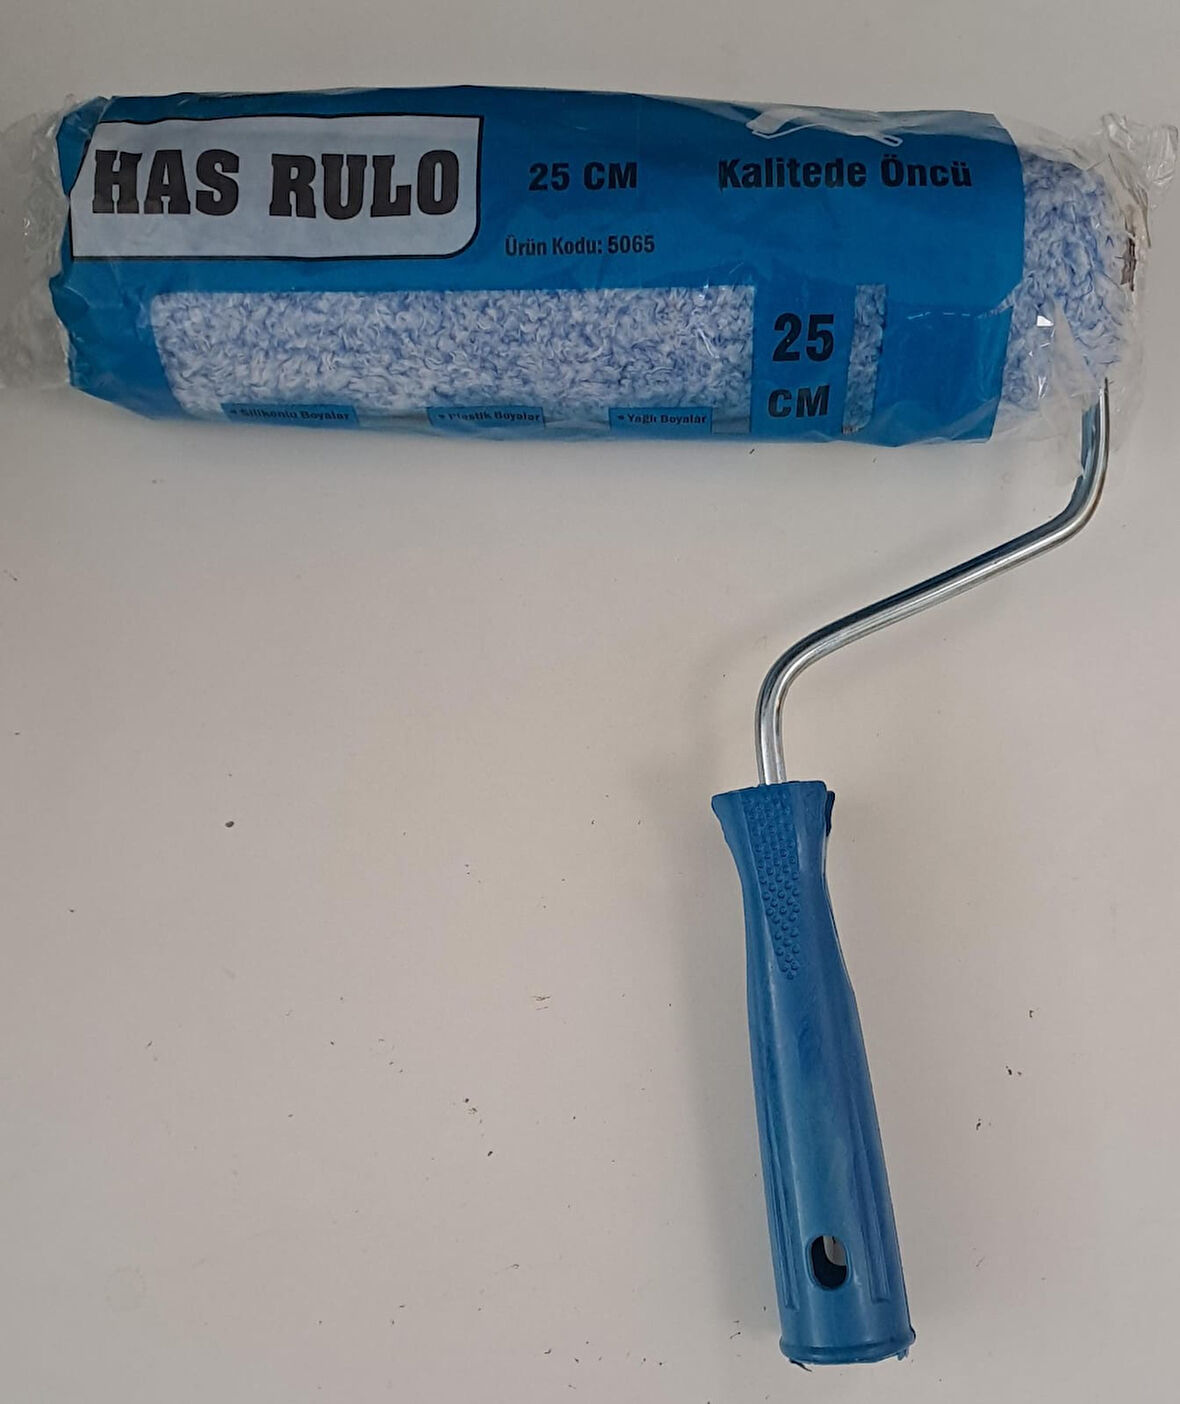 HAS RULO
25 CM
Kalitede Öncü
Ürün Kodu: 5065
25
CM
• Silikonlu Boyalar
• Plastik Boyalar
• Yağlı Boyalar